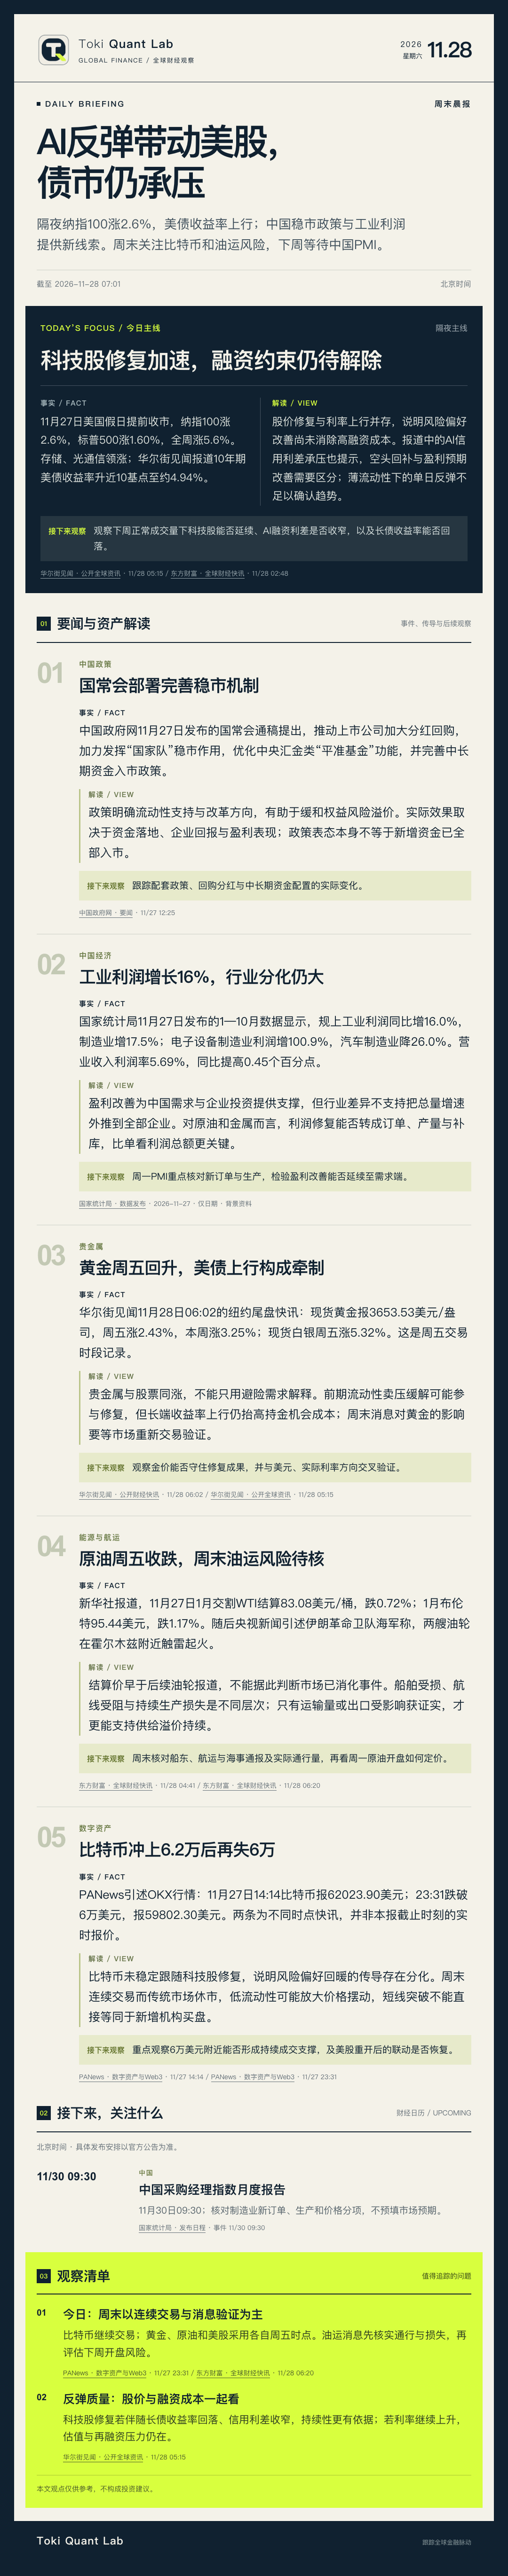 Toki Quant Lab
GLOBAL FINANCE / 全球财经观察
2026
星期六
11.28
DAILY BRIEFING
周末晨报
AI反弹带动美股，
债市仍承压
隔夜纳指100涨2.6%，美债收益率上行；中国稳市政策与工业利润
提供新线索。周末关注比特币和油运风险，下周等待中国PMI。
截至 2026-11-28 07:01
北京时间
TODAY'S FOCUS / 今日主线
隔夜主线
科技股修复加速，融资约束仍待解除
事实 / FACT
11月27日美国假日提前收市，纳指100涨
2.6%，标普500涨1.60%，全周涨5.6%。
存储、光通信领涨；华尔街见闻报道10年期
美债收益率升近10基点至约4.94%。
解读 / VIEW
股价修复与利率上行并存，说明风险偏好
改善尚未消除高融资成本。报道中的AI信
用利差承压也提示，空头回补与盈利预期
改善需要区分；薄流动性下的单日反弹不
足以确认趋势。
接下来观察
观察下周正常成交量下科技股能否延续、AI融资利差是否收窄，以及长债收益率能否回
落。
华尔街见闻 · 公开全球资讯 · 11/28 05:15 / 东方财富 · 全球财经快讯 · 11/28 02:48
01 要闻与资产解读
事件、传导与后续观察
01
中国政策
国常会部署完善稳市机制
事实 / FACT
中国政府网11月27日发布的国常会通稿提出，推动上市公司加大分红回购，
加力发挥“国家队”稳市作用，优化中央汇金类“平准基金”功能，并完善中长
期资金入市政策。
解读 / VIEW
政策明确流动性支持与改革方向，有助于缓和权益风险溢价。实际效果取
决于资金落地、企业回报与盈利表现；政策表态本身不等于新增资金已全
部入市。
接下来观察 跟踪配套政策、回购分红与中长期资金配置的实际变化。
中国政府网 · 要闻 · 11/27 12:25
02
中国经济
工业利润增长16%，行业分化仍大
事实 / FACT
国家统计局11月27日发布的1—10月数据显示，规上工业利润同比增16.0%，
制造业增17.5%；电子设备制造业利润增100.9%，汽车制造业降26.0%。营
业收入利润率5.69%，同比提高0.45个百分点。
解读 / VIEW
盈利改善为中国需求与企业投资提供支撑，但行业差异不支持把总量增速
外推到全部企业。对原油和金属而言，利润修复能否转成订单、产量与补
库，比单看利润总额更关键。
接下来观察 周一PMI重点核对新订单与生产，检验盈利改善能否延续至需求端。
国家统计局 · 数据发布 · 2026-11-27 · 仅日期 · 背景资料
03
贵金属
黄金周五回升，美债上行构成牵制
事实 / FACT
华尔街见闻11月28日06:02的纽约尾盘快讯：现货黄金报3653.53美元/盎
司，周五涨2.43%，本周涨3.25%；现货白银周五涨5.32%。这是周五交易
时段记录。
解读 / VIEW
贵金属与股票同涨，不能只用避险需求解释。前期流动性卖压缓解可能参
与修复，但长端收益率上行仍抬高持金机会成本；周末消息对黄金的影响
要等市场重新交易验证。
接下来观察 观察金价能否守住修复成果，并与美元、实际利率方向交叉验证。
华尔街见闻 · 公开财经快讯 · 11/28 06:02 / 华尔街见闻 · 公开全球资讯 · 11/28 05:15
04
能源与航运
原油周五收跌，周末油运风险待核
事实 / FACT
新华社报道，11月27日1月交割WTI结算83.08美元/桶，跌0.72%；1月布伦
特95.44美元，跌1.17%。随后央视新闻引述伊朗革命卫队海军称，两艘油轮
在霍尔木兹附近触雷起火。
解读 / VIEW
结算价早于后续油轮报道，不能据此判断市场已消化事件。船舶受损、航
线受阻与持续生产损失是不同层次；只有运输量或出口受影响获证实，才
更能支持供给溢价持续。
接下来观察 周末核对船东、航运与海事通报及实际通行量，再看周一原油开盘如何定价。
东方财富 · 全球财经快讯 · 11/28 04:41 / 东方财富 · 全球财经快讯 · 11/28 06:20
05
数字资产
比特币冲上6.2万后再失6万
事实 / FACT
PANews引述OKX行情：11月27日14:14比特币报62023.90美元；23:31跌破
6万美元，报59802.30美元。两条为不同时点快讯，并非本报截止时刻的实
时报价。
解读 / VIEW
比特币未稳定跟随科技股修复，说明风险偏好回暖的传导存在分化。周末
连续交易而传统市场休市，低流动性可能放大价格摆动，短线突破不能直
接等同于新增机构买盘。
接下来观察 重点观察6万美元附近能否形成持续成交支撑，及美股重开后的联动是否恢复。
PANews · 数字资产与Web3 · 11/27 14:14 / PANews · 数字资产与Web3 · 11/27 23:31
02 接下来，关注什么
财经日历 / UPCOMING
北京时间 · 具体发布安排以官方公告为准。
11/30 09:30
中国
中国采购经理指数月度报告
11月30日09:30；核对制造业新订单、生产和价格分项，不预填市场预期。
国家统计局 · 发布日程 · 事件 11/30 09:30
03 观察清单
值得追踪的问题
01 今日：周末以连续交易与消息验证为主
比特币继续交易；黄金、原油和美股采用各自周五时点。油运消息先核实通行与损失，再
评估下周开盘风险。
PANews · 数字资产与Web3 · 11/27 23:31 / 东方财富 · 全球财经快讯 · 11/28 06:20
02 反弹质量：股价与融资成本一起看
科技股修复若伴随长债收益率回落、信用利差收窄，持续性更有依据；若利率继续上升，
估值与再融资压力仍在。
华尔街见闻 · 公开全球资讯 · 11/28 05:15
本文观点仅供参考，不构成投资建议。
Toki Quant Lab
跟踪全球金融脉动